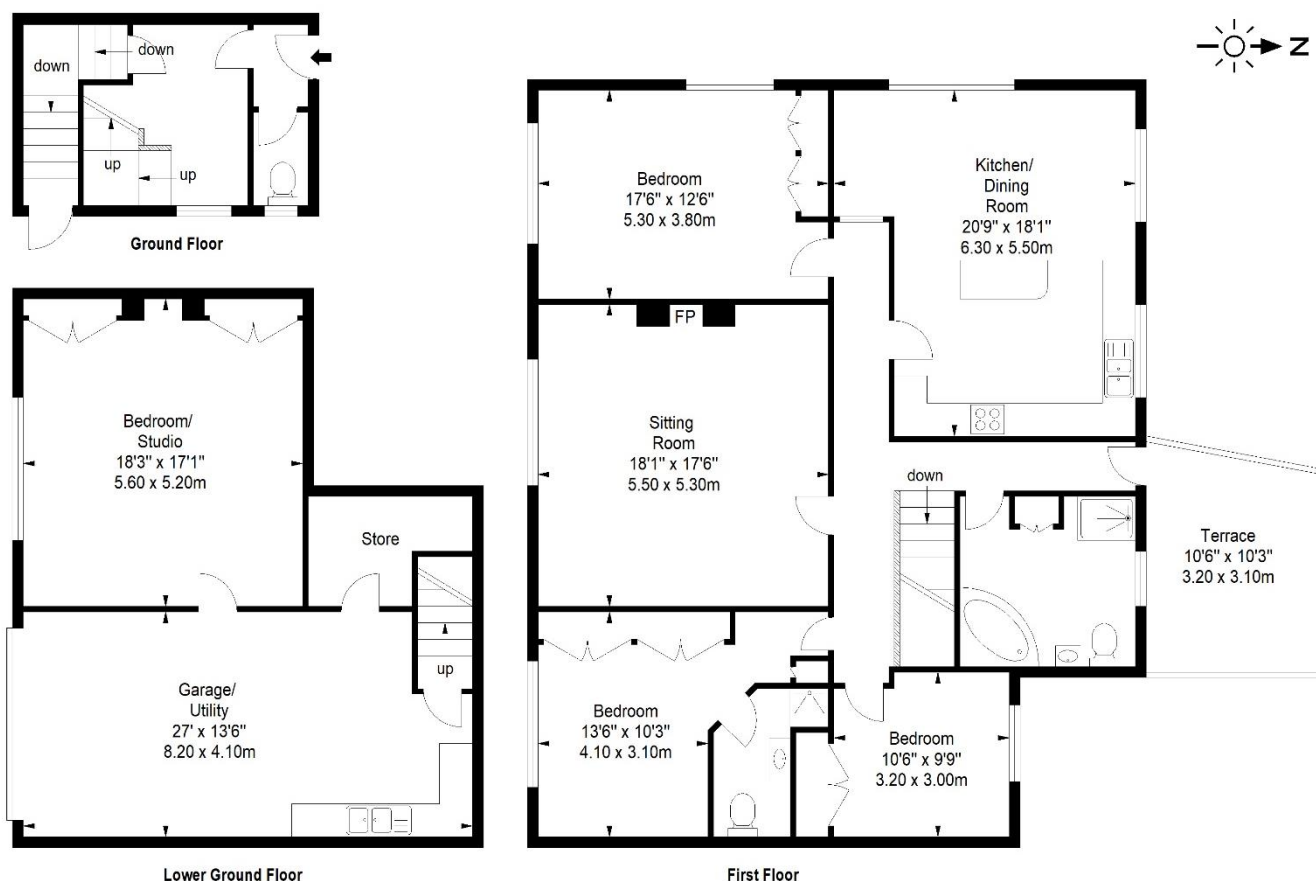 down
down
up
up
Ground Floor
N
Bedroom/
Studio
18'3" x 17'1"
5.60 x 5.20m
Store
up
Garage/
Utility
27' x 13'6"
8.20 x 4.10m
Lower Ground Floor
Bedroom
17'6" x 12'6"
5.30 x 3.80m
Kitchen/
Dining
Room
20'9" x 18'1"
6.30 x 5.50m
FP
Sitting
Room
18'1" x 17'6"
5.50 x 5.30m
down
Terrace
10'6" x 10'3"
3.20 x 3.10m
Bedroom
13'6" x 10'3"
4.10 x 3.10m
Bedroom
10'6" x 9'9"
3.20 x 3.00m
First Floor